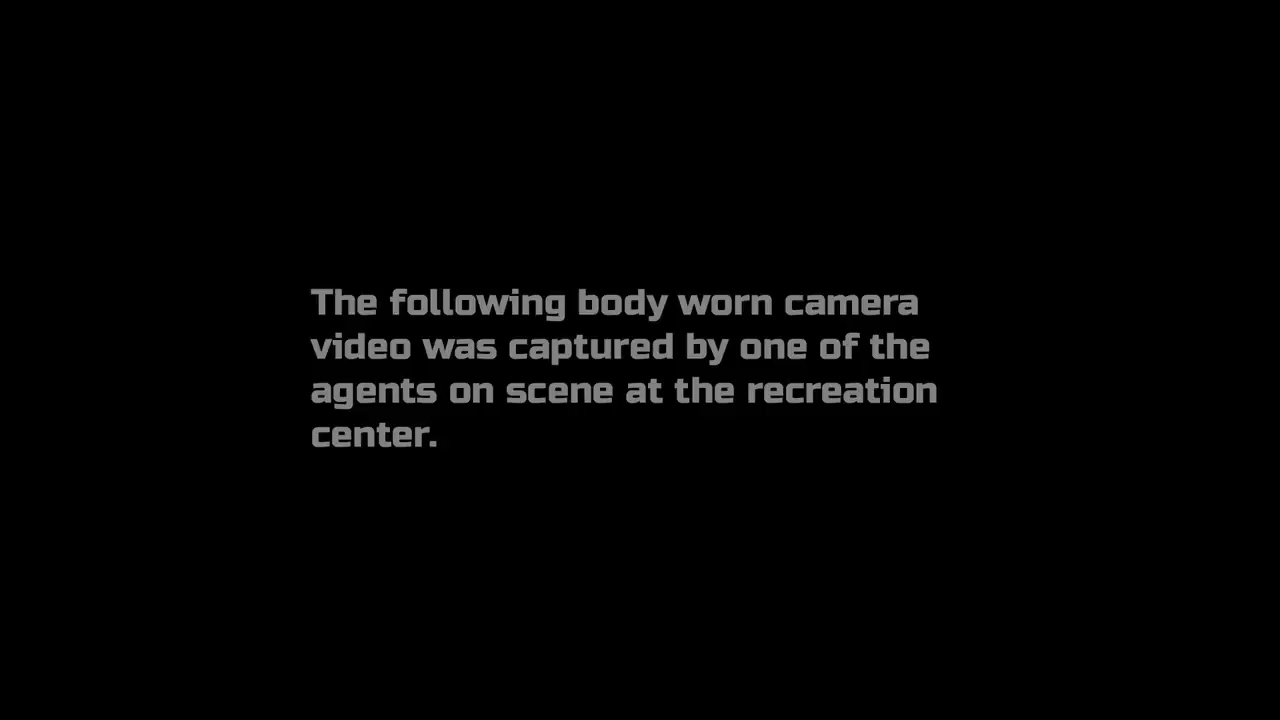 The following body worn camera
video was captured by one of the
agents on scene at the recreation
center.